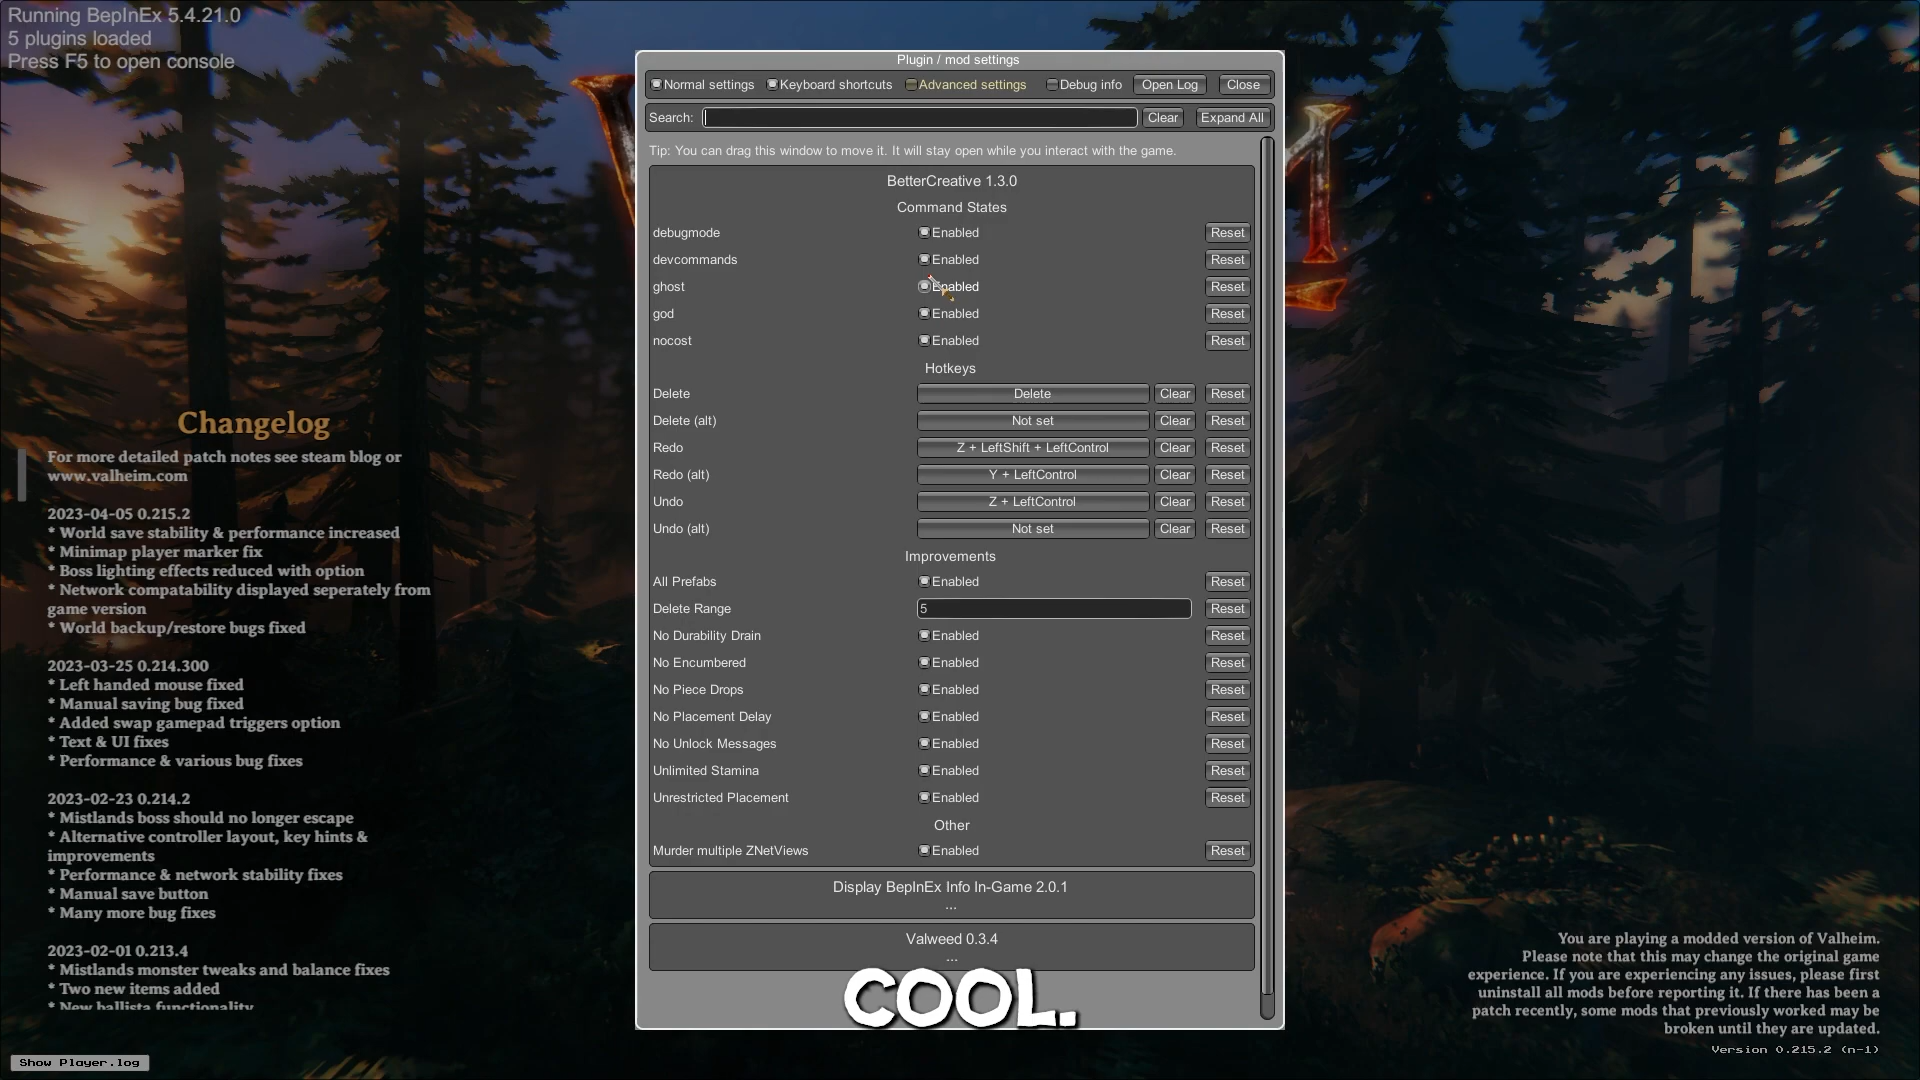 Running BepInEx 5.4.21.0
5 plugins loaded
Press F5 to open console
Plugin / mod settings
Normal settings Keyboard shortcuts Advanced settings Debug info Open Log Close
Search: Clear Expand All
Tip: You can drag this window to move it. It will stay open while you interact with the game.
BetterCreative 1.3.0
Command States
debugmode Enabled Reset
devcommands Enabled Reset
ghost Enabled Reset
god Enabled Reset
nocost Enabled Reset
Hotkeys
Delete Delete Clear Reset
Delete (alt) Not set Clear Reset
Redo Z + LeftShift + LeftControl Clear Reset
Redo (alt) Y + LeftControl Clear Reset
Undo Z + LeftControl Clear Reset
Undo (alt) Not set Clear Reset
Improvements
All Prefabs Enabled Reset
Delete Range 5 Reset
No Durability Drain Enabled Reset
No Encumbered Enabled Reset
No Piece Drops Enabled Reset
No Placement Delay Enabled Reset
No Unlock Messages Enabled Reset
Unlimited Stamina Enabled Reset
Unrestricted Placement Enabled Reset
Other
Murder multiple ZNetViews Enabled Reset
Display BepInEx Info In-Game 2.0.1
...
Valweed 0.3.4
...
COOL.
Changelog
For more detailed patch notes see steam blog or
www.valheim.com
2023-04-05 0.215.2
* World save stability & performance increased
* Minimap player marker fix
* Boss lighting effects reduced with option
* Network compatability displayed seperately from
game version
* World backup/restore bugs fixed
2023-03-25 0.214.300
* Left handed mouse fixed
* Manual saving bug fixed
* Added swap gamepad triggers option
* Text & UI fixes
* Performance & various bug fixes
2023-02-23 0.214.2
* Mistlands boss should no longer escape
* Alternative controller layout, key hints &
improvements
* Performance & network stability fixes
* Manual save button
* Many more bug fixes
2023-02-01 0.213.4
* Mistlands monster tweaks and balance fixes
* Two new items added
* New ballista functionality
Show Player.log
You are playing a modded version of Valheim.
Please note that this may change the original game
experience. If you are experiencing any issues, please first
uninstall all mods before reporting it. If there has been a
patch recently, some mods that previously worked may be
broken until they are updated.
Version 0.215.2 (n-1)